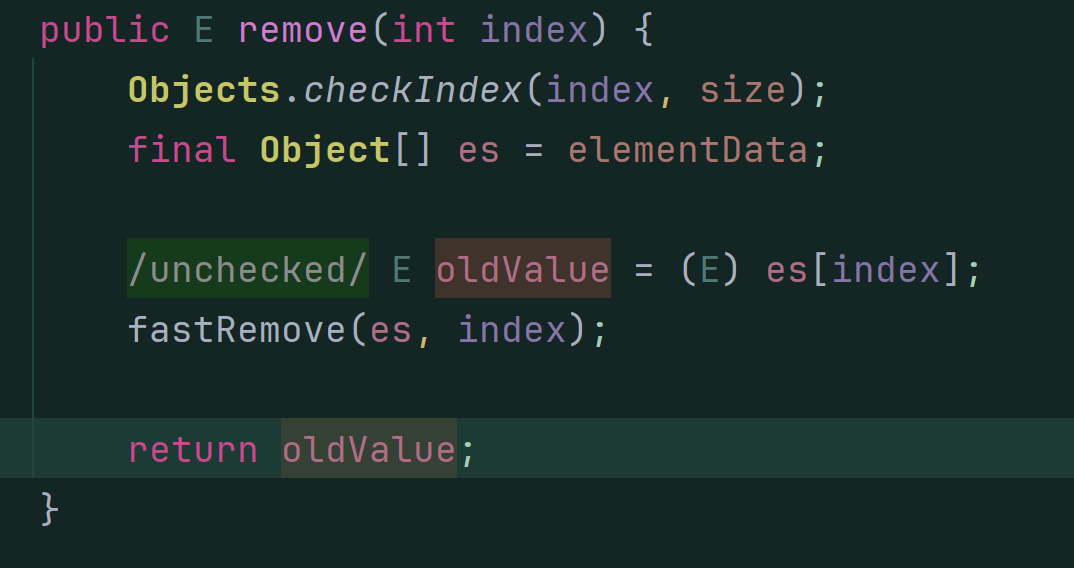 public E remove(int index) {
Objects.checkIndex(index, size);
final Object[] es = elementData;
/unchecked/ E oldValue = (E) es[index];
fastRemove(es, index);
return oldValue;
}